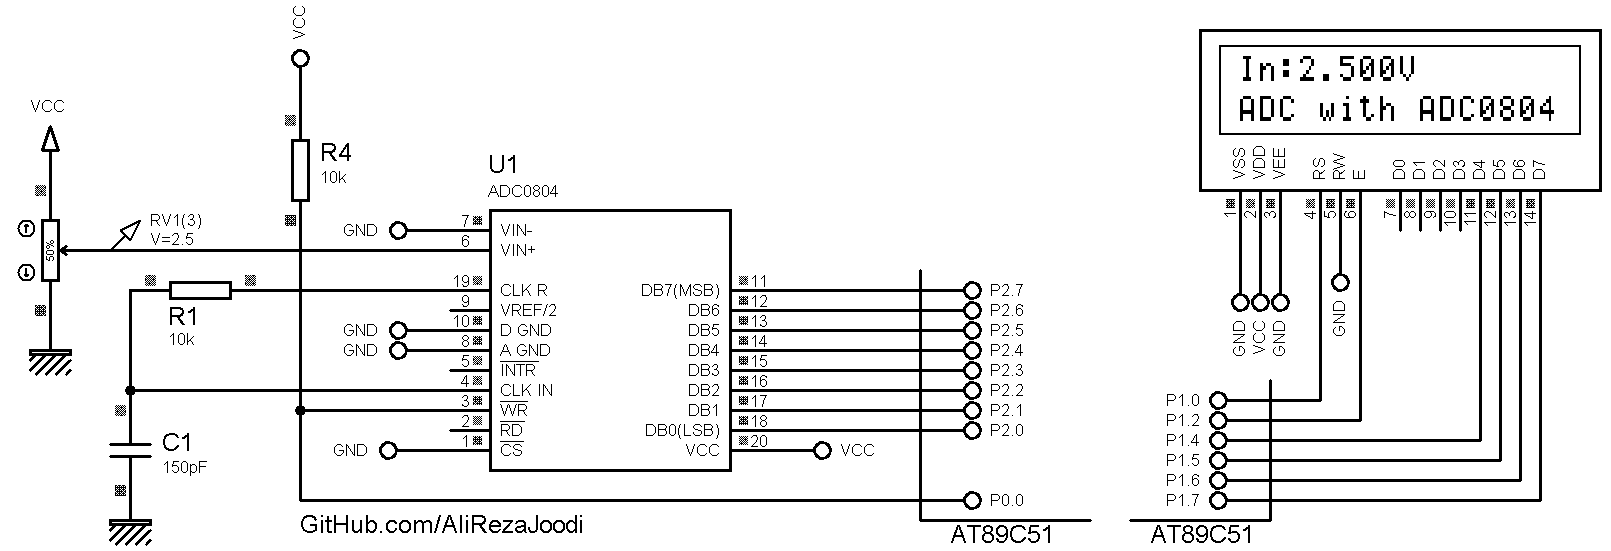 VCC
50%
RV1(3)
V=2.5
VCC
R4
10k
R1
10k
C1
150pF
GND
GND
GND
GND
U1
ADC0804
7 VIN-
6 VIN+
19 CLK R
9 VREF/2
10 D GND
8 A GND
5 INTR
4 CLK IN
3 WR
2 RD
1 CS
DB7(MSB) 11 P2.7
DB6 12 P2.6
DB5 13 P2.5
DB4 14 P2.4
DB3 15 P2.3
DB2 16 P2.2
DB1 17 P2.1
DB0(LSB) 18 P2.0
VCC 20 VCC
P0.0
GitHub.com/AliRezaJoodi
AT89C51
In:2.500V
ADC with ADC0804
VSS VDD VEE RS RW E D0 D1 D2 D3 D4 D5 D6 D7
1 2 3 4 5 6 7 8 9 10 11 12 13 14
GND VCC GND GND
P1.0
P1.2
P1.4
P1.5
P1.6
P1.7
AT89C51